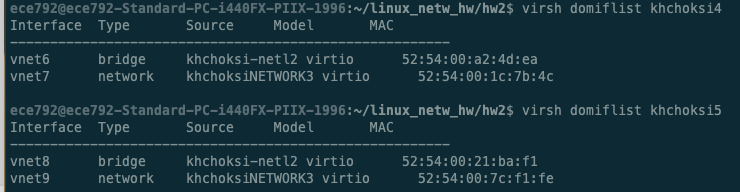 ece792@ece792-Standard-PC-i440FX-PIIX-1996:~/linux_netw_hw/hw2$ virsh domiflist khchoksi4
Interface  Type       Source     Model       MAC
-------------------------------------------------------
vnet6      bridge     khchoksi-netl2 virtio      52:54:00:a2:4d:ea
vnet7      network    khchoksiNETWORK3 virtio      52:54:00:1c:7b:4c
ece792@ece792-Standard-PC-i440FX-PIIX-1996:~/linux_netw_hw/hw2$ virsh domiflist khchoksi5
Interface  Type       Source     Model       MAC
-------------------------------------------------------
vnet8      bridge     khchoksi-netl2 virtio      52:54:00:21:ba:f1
vnet9      network    khchoksiNETWORK3 virtio      52:54:00:7c:f1:fe